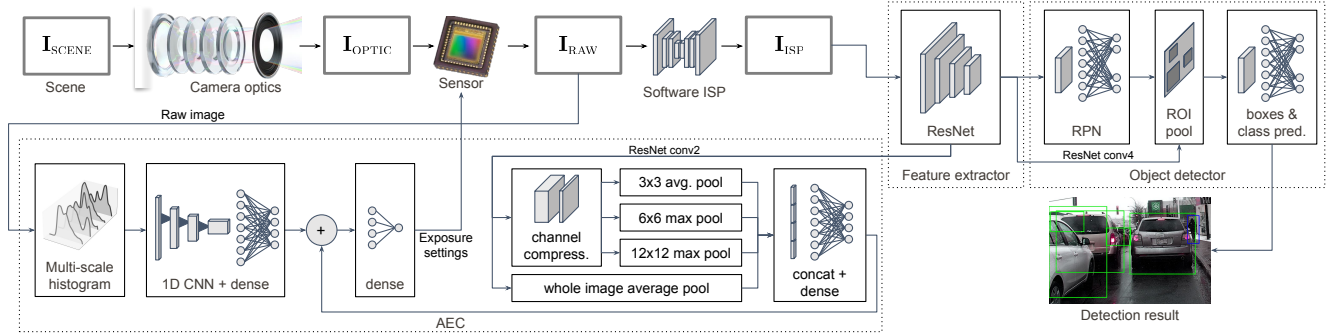 I_SCENE
I_OPTIC
I_RAW
I_ISP
Scene
Camera optics
Sensor
Software ISP
ResNet
RPN
ROI
pool
boxes &
class pred.
Raw image
ResNet conv2
ResNet conv4
Feature extractor
Object detector
Multi-scale
histogram
1D CNN + dense
+
dense
Exposure
settings
channel
compress.
3x3 avg. pool
6x6 max pool
12x12 max pool
whole image average pool
concat +
dense
AEC
Detection result